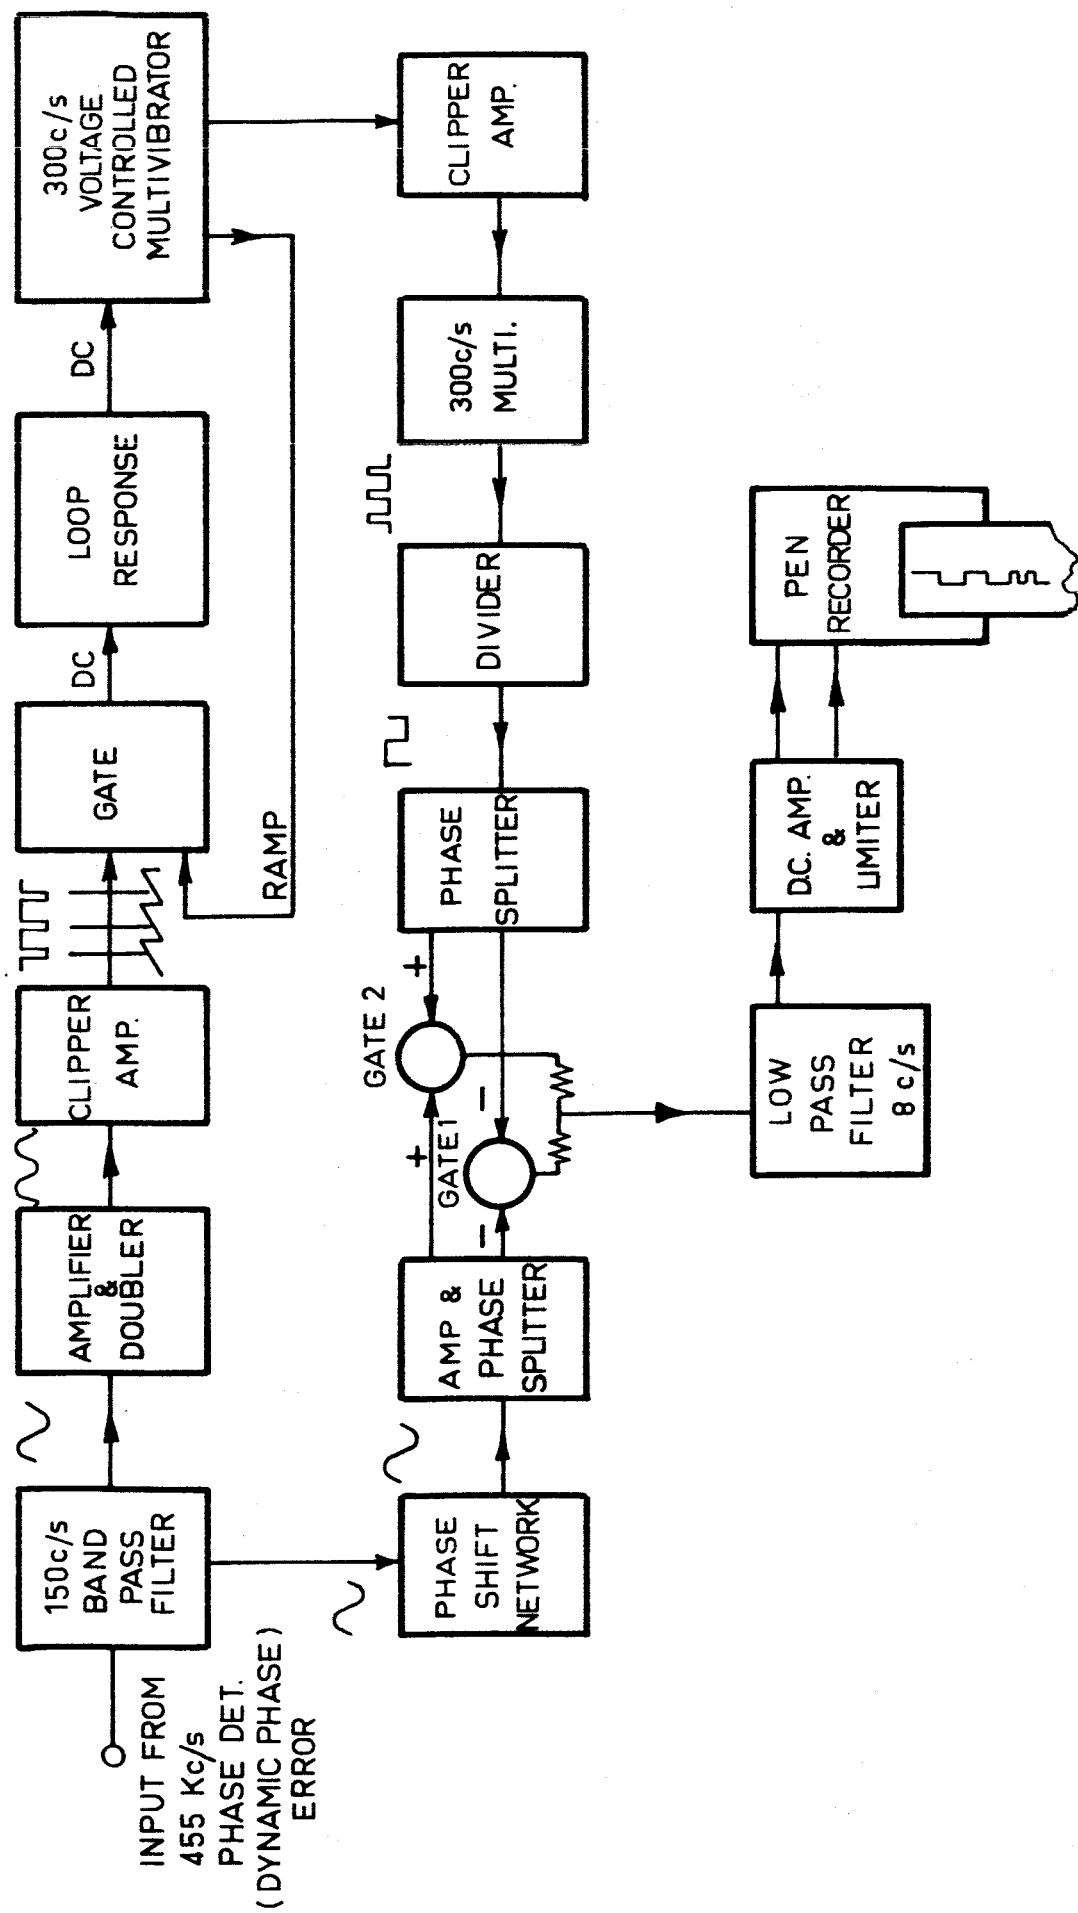 INPUT FROM
455 Kc/s
PHASE DET.
(DYNAMIC PHASE)
ERROR
150c/s
BAND
PASS
FILTER
AMPLIFIER
&
DOUBLER
CLIPPER
AMP.
GATE
DC
LOOP
RESPONSE
DC
300c/s
VOLTAGE
CONTROLLED
MULTIVIBRATOR
RAMP
PHASE
SHIFT
NETWORK
AMP &
PHASE
SPLITTER
+
−
GATE 1
GATE 2
+
−
PHASE
SPLITTER
DIVIDER
300c/s
MULTI.
CLIPPER
AMP.
LOW
PASS
FILTER
8 c/s
D.C. AMP.
&
LIMITER
PEN
RECORDER